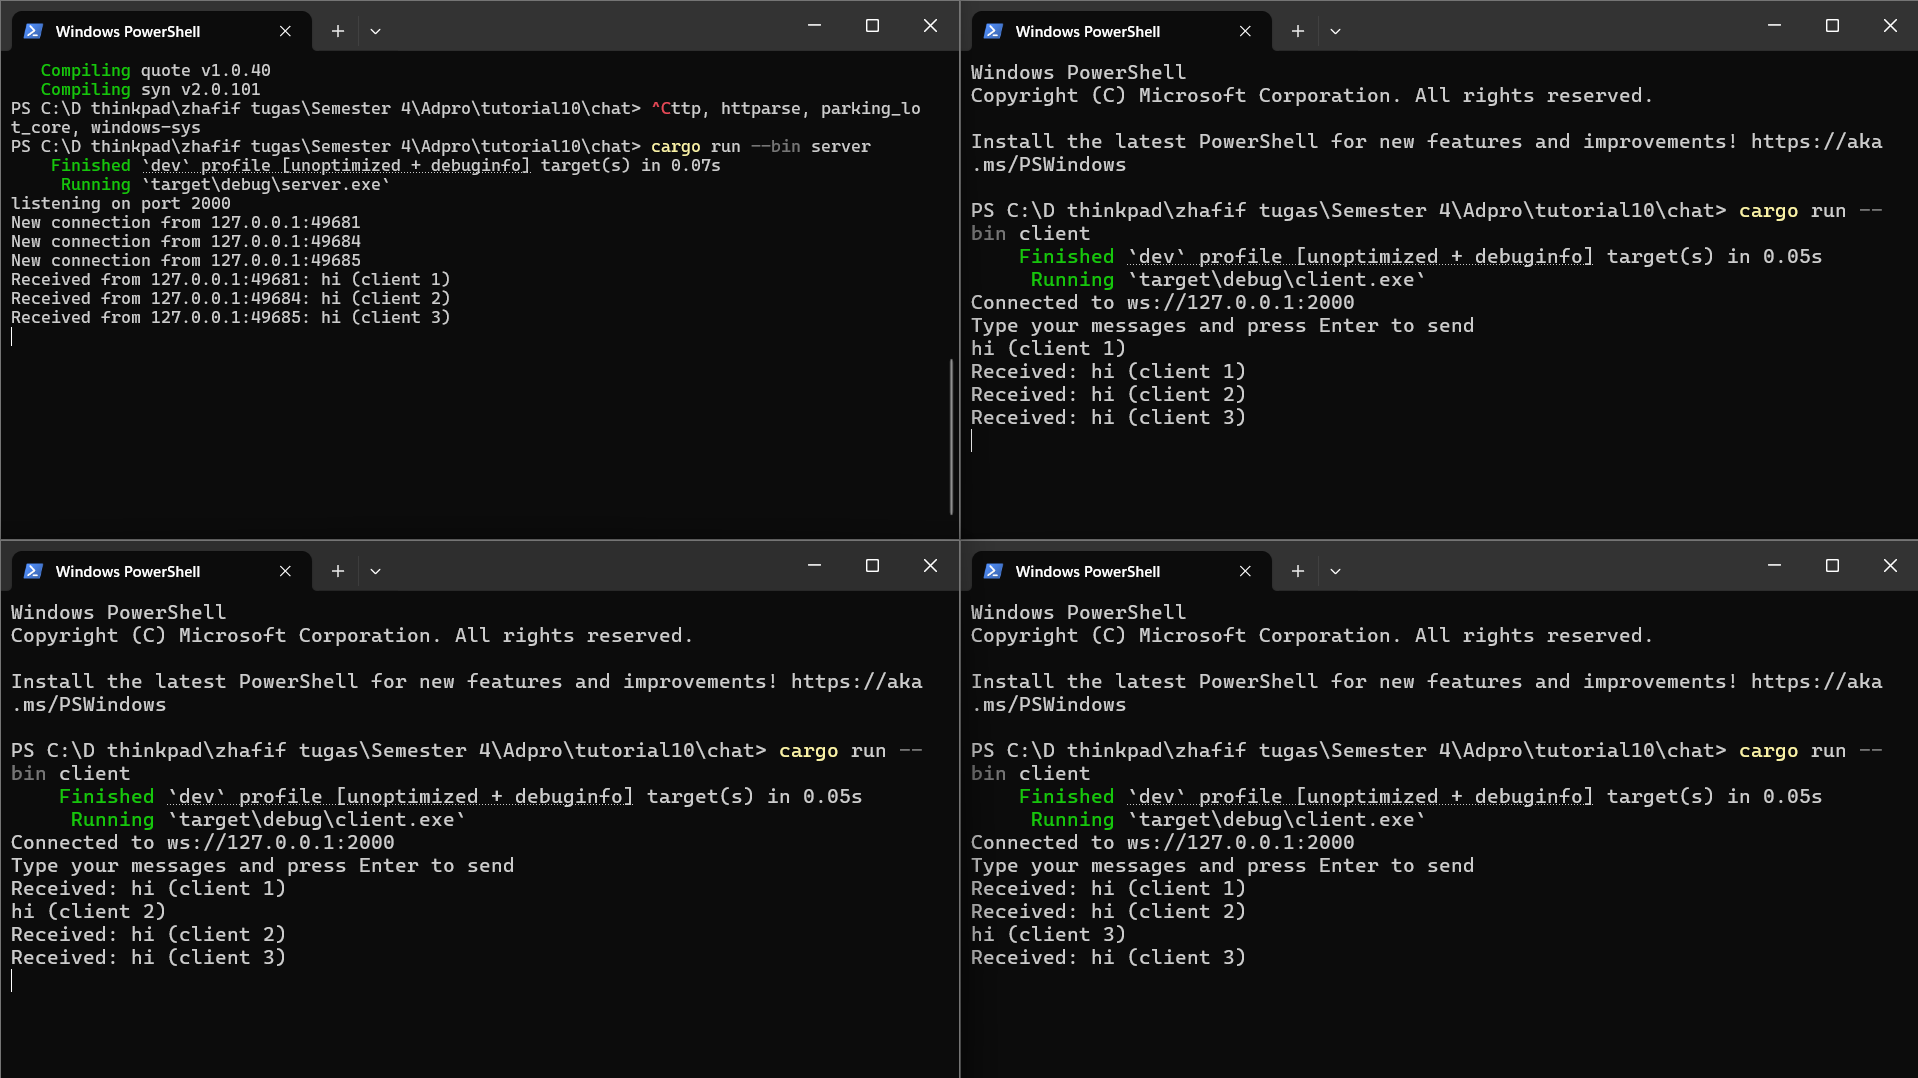 Windows PowerShell
Compiling quote v1.0.40
Compiling syn v2.0.101
PS C:\D thinkpad\zhafif tugas\Semester 4\Adpro\tutorial10\chat> ^Cttp, httparse, parking_lo
t_core, windows-sys
PS C:\D thinkpad\zhafif tugas\Semester 4\Adpro\tutorial10\chat> cargo run --bin server
Finished `dev` profile [unoptimized + debuginfo] target(s) in 0.07s
Running `target\debug\server.exe`
listening on port 2000
New connection from 127.0.0.1:49681
New connection from 127.0.0.1:49684
New connection from 127.0.0.1:49685
Received from 127.0.0.1:49681: hi (client 1)
Received from 127.0.0.1:49684: hi (client 2)
Received from 127.0.0.1:49685: hi (client 3)
Windows PowerShell
Windows PowerShell
Copyright (C) Microsoft Corporation. All rights reserved.
Install the latest PowerShell for new features and improvements! https://aka
.ms/PSWindows
PS C:\D thinkpad\zhafif tugas\Semester 4\Adpro\tutorial10\chat> cargo run --
bin client
Finished `dev` profile [unoptimized + debuginfo] target(s) in 0.05s
Running `target\debug\client.exe`
Connected to ws://127.0.0.1:2000
Type your messages and press Enter to send
hi (client 1)
Received: hi (client 1)
Received: hi (client 2)
Received: hi (client 3)
Windows PowerShell
Windows PowerShell
Copyright (C) Microsoft Corporation. All rights reserved.
Install the latest PowerShell for new features and improvements! https://aka
.ms/PSWindows
PS C:\D thinkpad\zhafif tugas\Semester 4\Adpro\tutorial10\chat> cargo run --
bin client
Finished `dev` profile [unoptimized + debuginfo] target(s) in 0.05s
Running `target\debug\client.exe`
Connected to ws://127.0.0.1:2000
Type your messages and press Enter to send
Received: hi (client 1)
hi (client 2)
Received: hi (client 2)
Received: hi (client 3)
Windows PowerShell
Windows PowerShell
Copyright (C) Microsoft Corporation. All rights reserved.
Install the latest PowerShell for new features and improvements! https://aka
.ms/PSWindows
PS C:\D thinkpad\zhafif tugas\Semester 4\Adpro\tutorial10\chat> cargo run --
bin client
Finished `dev` profile [unoptimized + debuginfo] target(s) in 0.05s
Running `target\debug\client.exe`
Connected to ws://127.0.0.1:2000
Type your messages and press Enter to send
Received: hi (client 1)
Received: hi (client 2)
hi (client 3)
Received: hi (client 3)